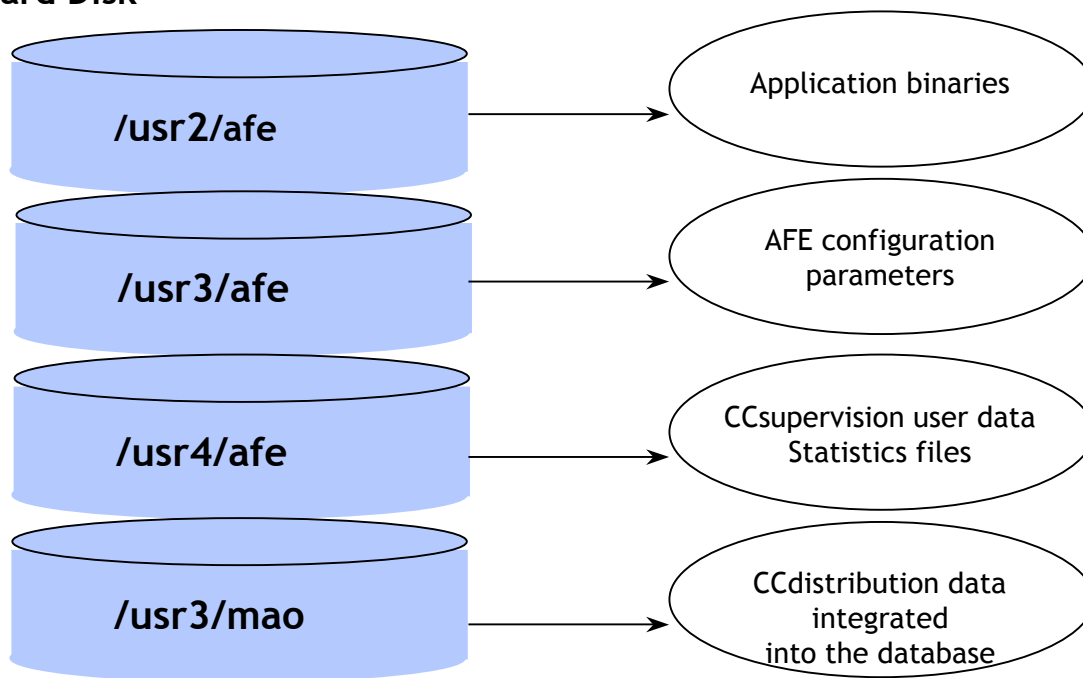 /usr2/afe
Application binaries
/usr3/afe
AFE configuration
parameters
/usr4/afe
CCsupervision user data
Statistics files
/usr3/mao
CCdistribution data
integrated
into the database